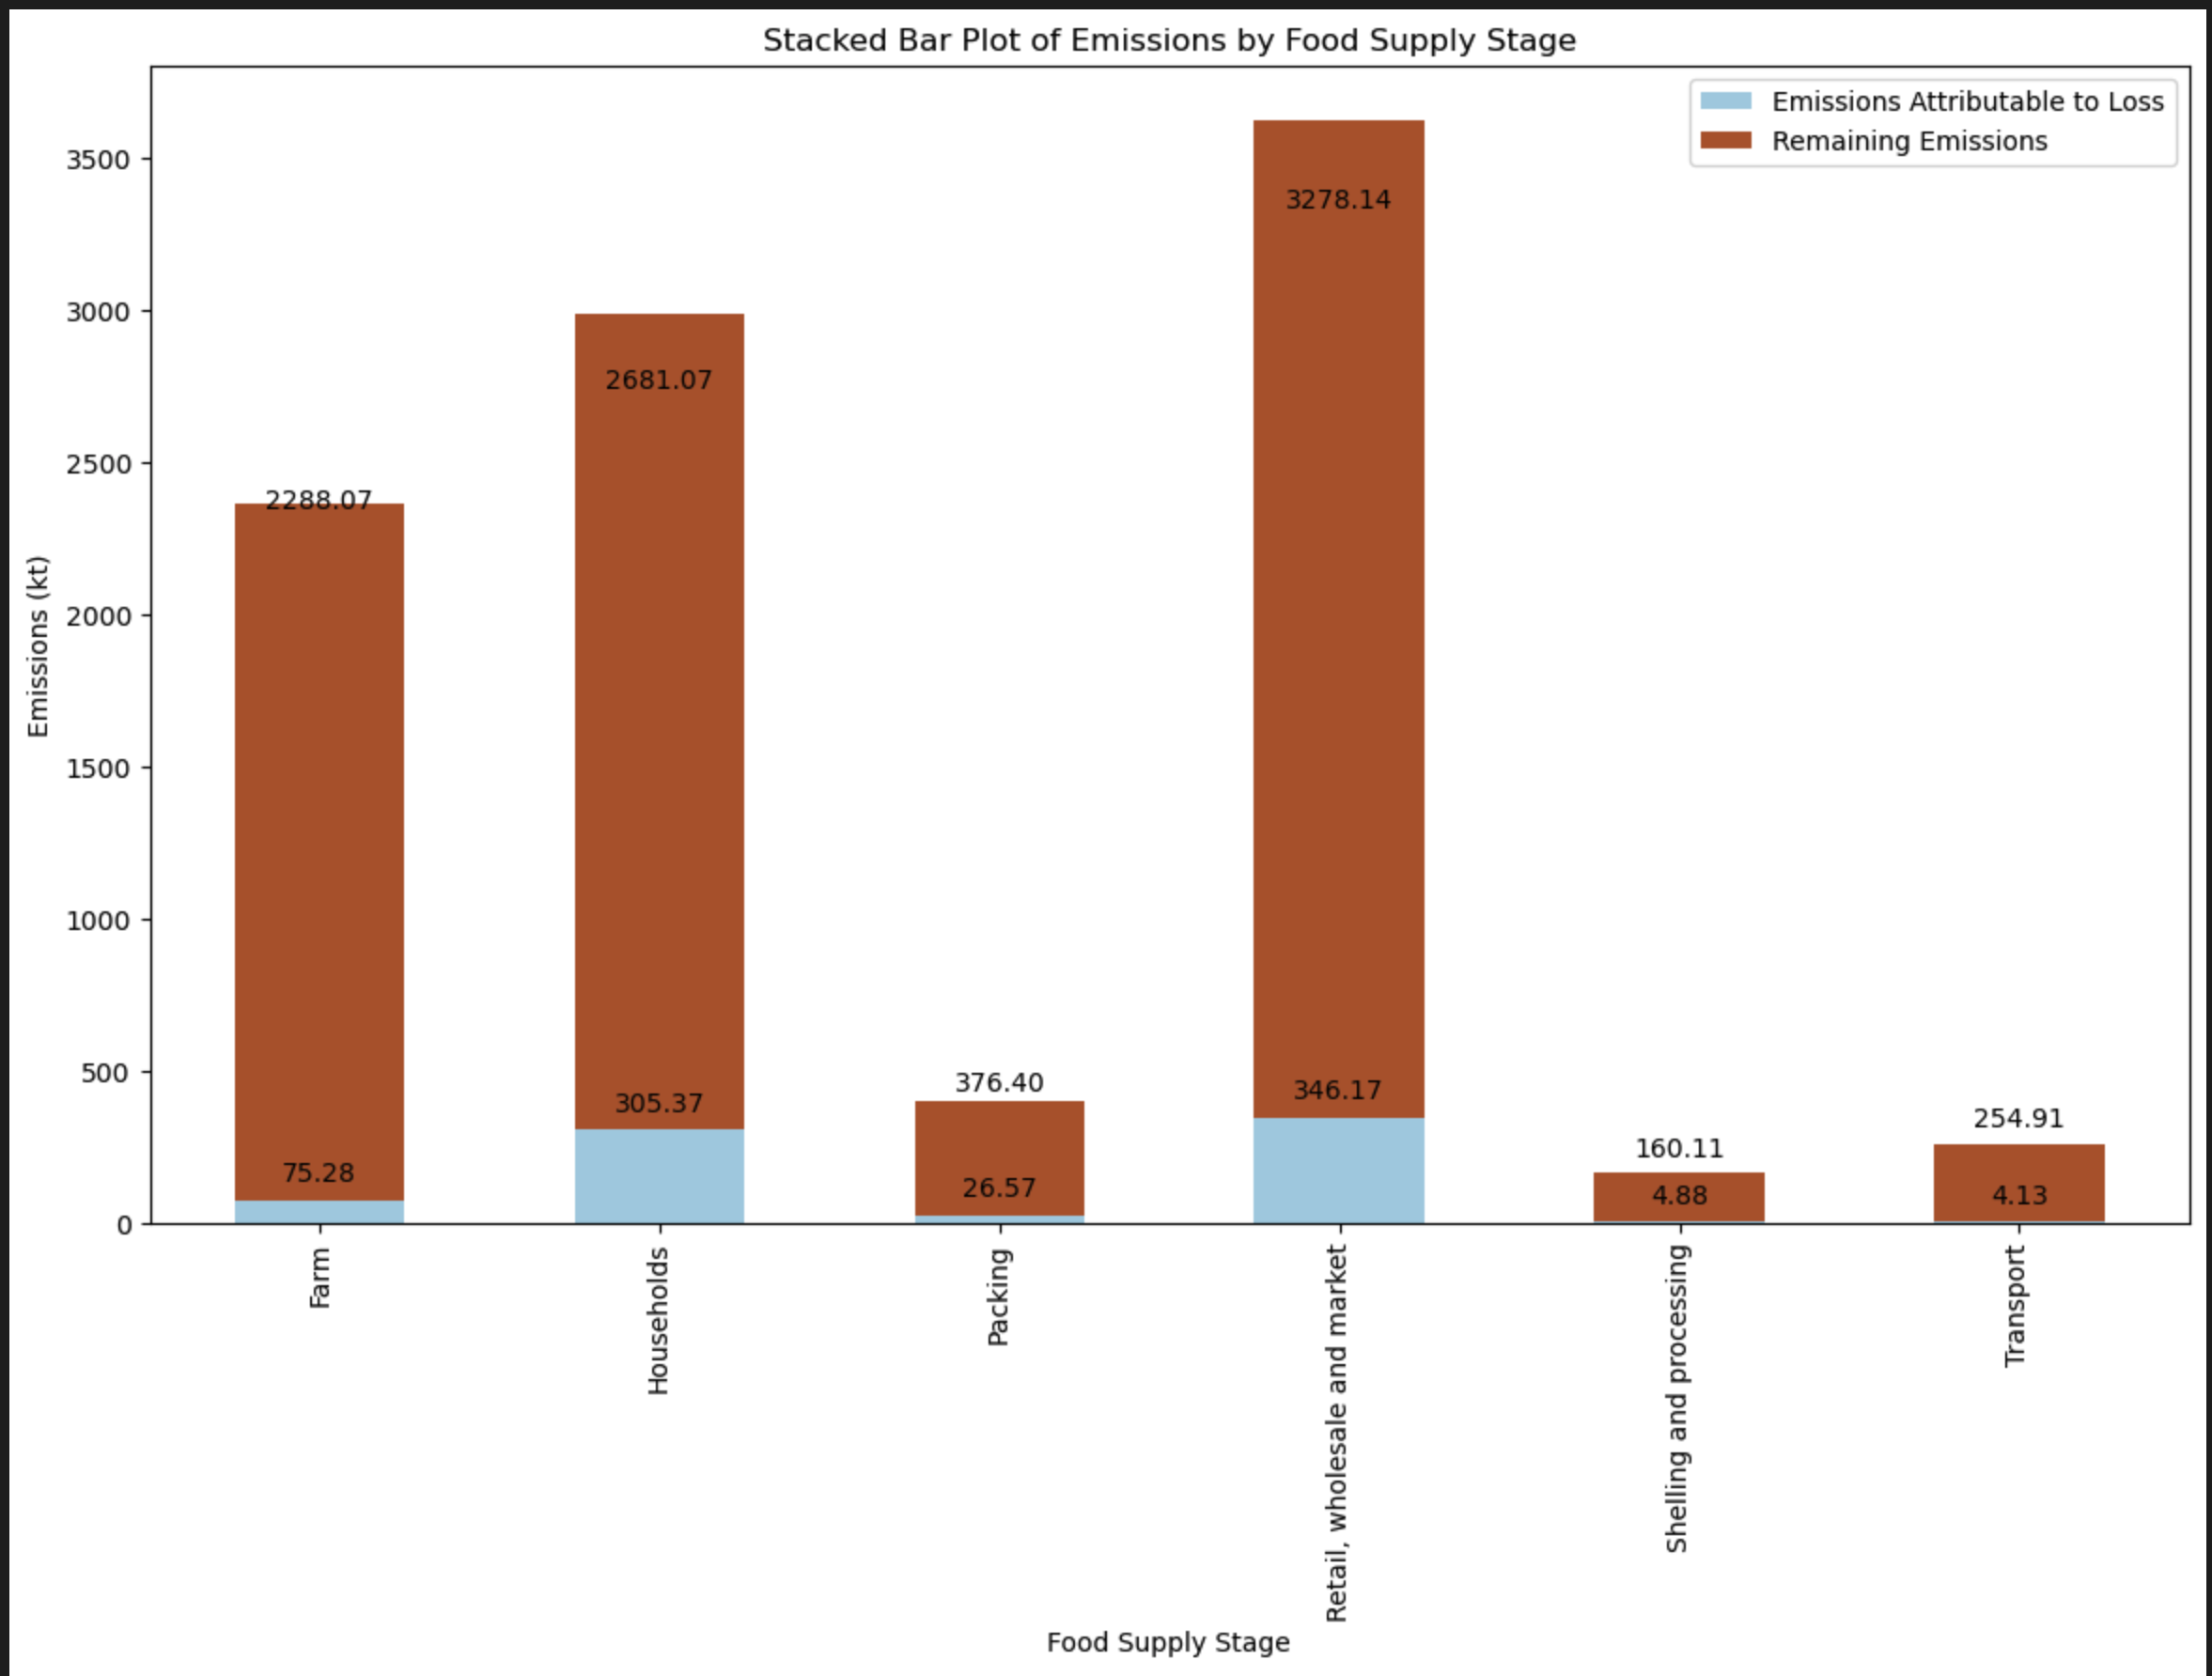 Stacked Bar Plot of Emissions by Food Supply Stage
Emissions Attributable to Loss
Remaining Emissions
Emissions (kt)
3500
3000
2500
2000
1500
1000
500
0
2288.07
75.28
2681.07
305.37
376.40
26.57
3278.14
346.17
160.11
4.88
254.91
4.13
Farm
Households
Packing
Retail, wholesale and market
Shelling and processing
Transport
Food Supply Stage